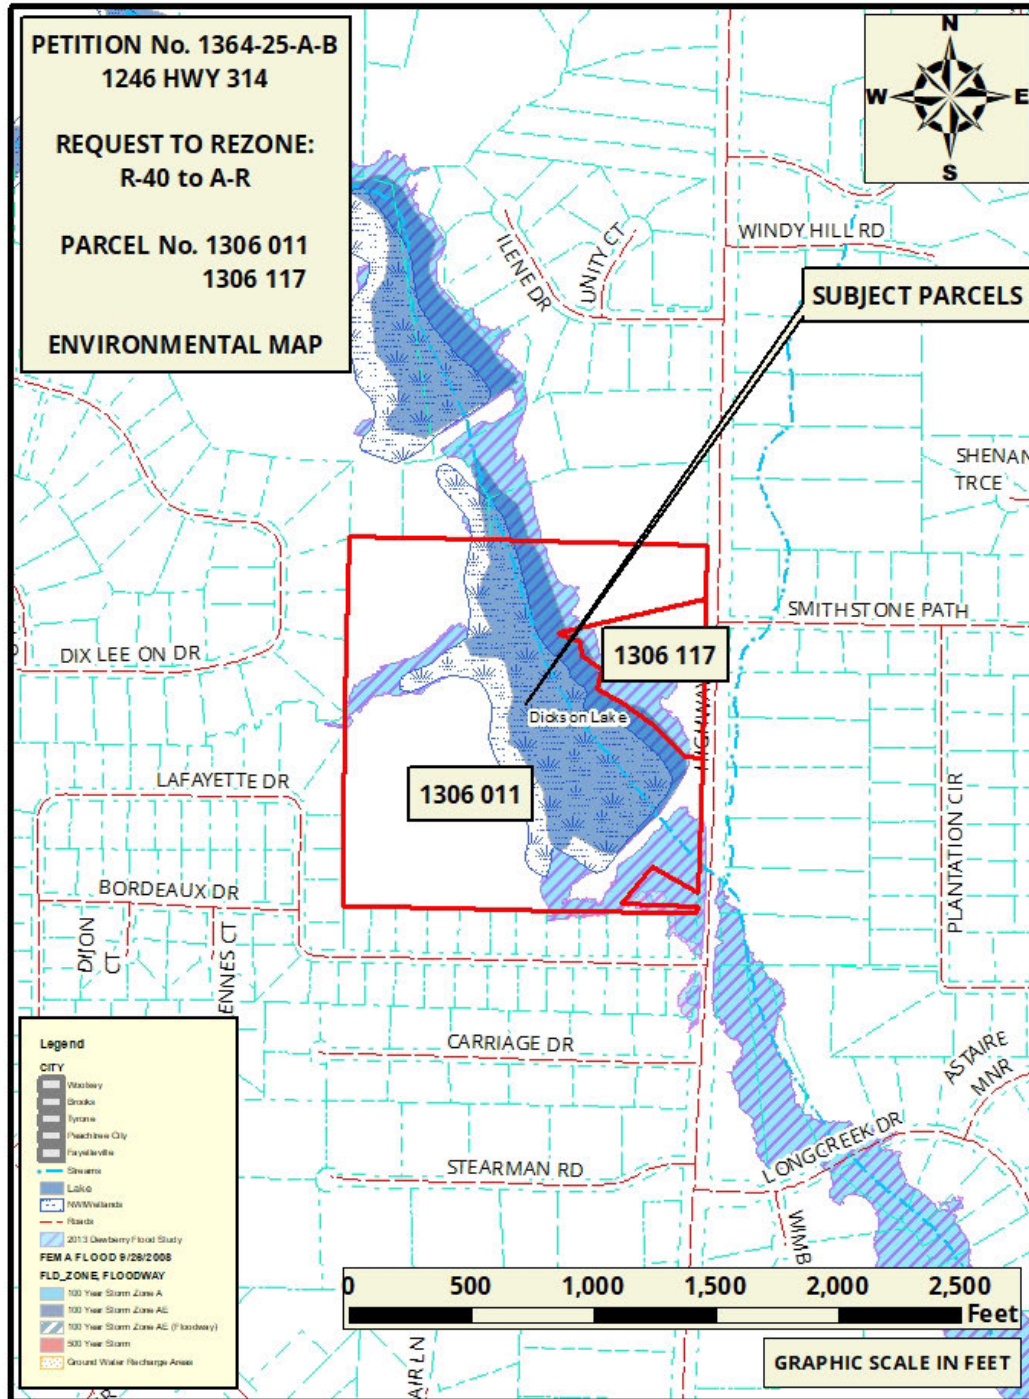 PETITION No. 1364-25-A-B
1246 HWY 314
REQUEST TO REZONE:
R-40 to A-R
PARCEL No. 1306 011
1306 117
ENVIRONMENTAL MAP
N
W
E
S
WINDY HILL RD
ILENE DR
UNITY CT
SUBJECT PARCELS
SHENAN
TRCE
SMITHSTONE PATH
DIX LEE ON DR
1306 117
HIGHWA
Dickson Lake
LAFAYETTE DR
1306 011
PLANTATION CIR
BORDEAUX DR
DIJON
CT
ENNES CT
CARRIAGE DR
ASTAIRE
MNR
LONGCREEK DR
STEARMAN RD
WIMB
Legend
CITY
Woolsey
Brooks
Tyrone
Peachtree City
Fayetteville
Streams
Lake
NWIWetlands
Roads
2013 Dewberry Flood Study
FEMA FLOOD 9/26/2008
FLD_ZONE, FLOODWAY
100 Year Storm Zone A
100 Year Storm Zone AE
100 Year Storm Zone AE (Floodway)
500 Year Storm
Ground Water Recharge Areas
0 500 1,000 1,500 2,000 2,500
Feet
GRAPHIC SCALE IN FEET
AIR LN
R